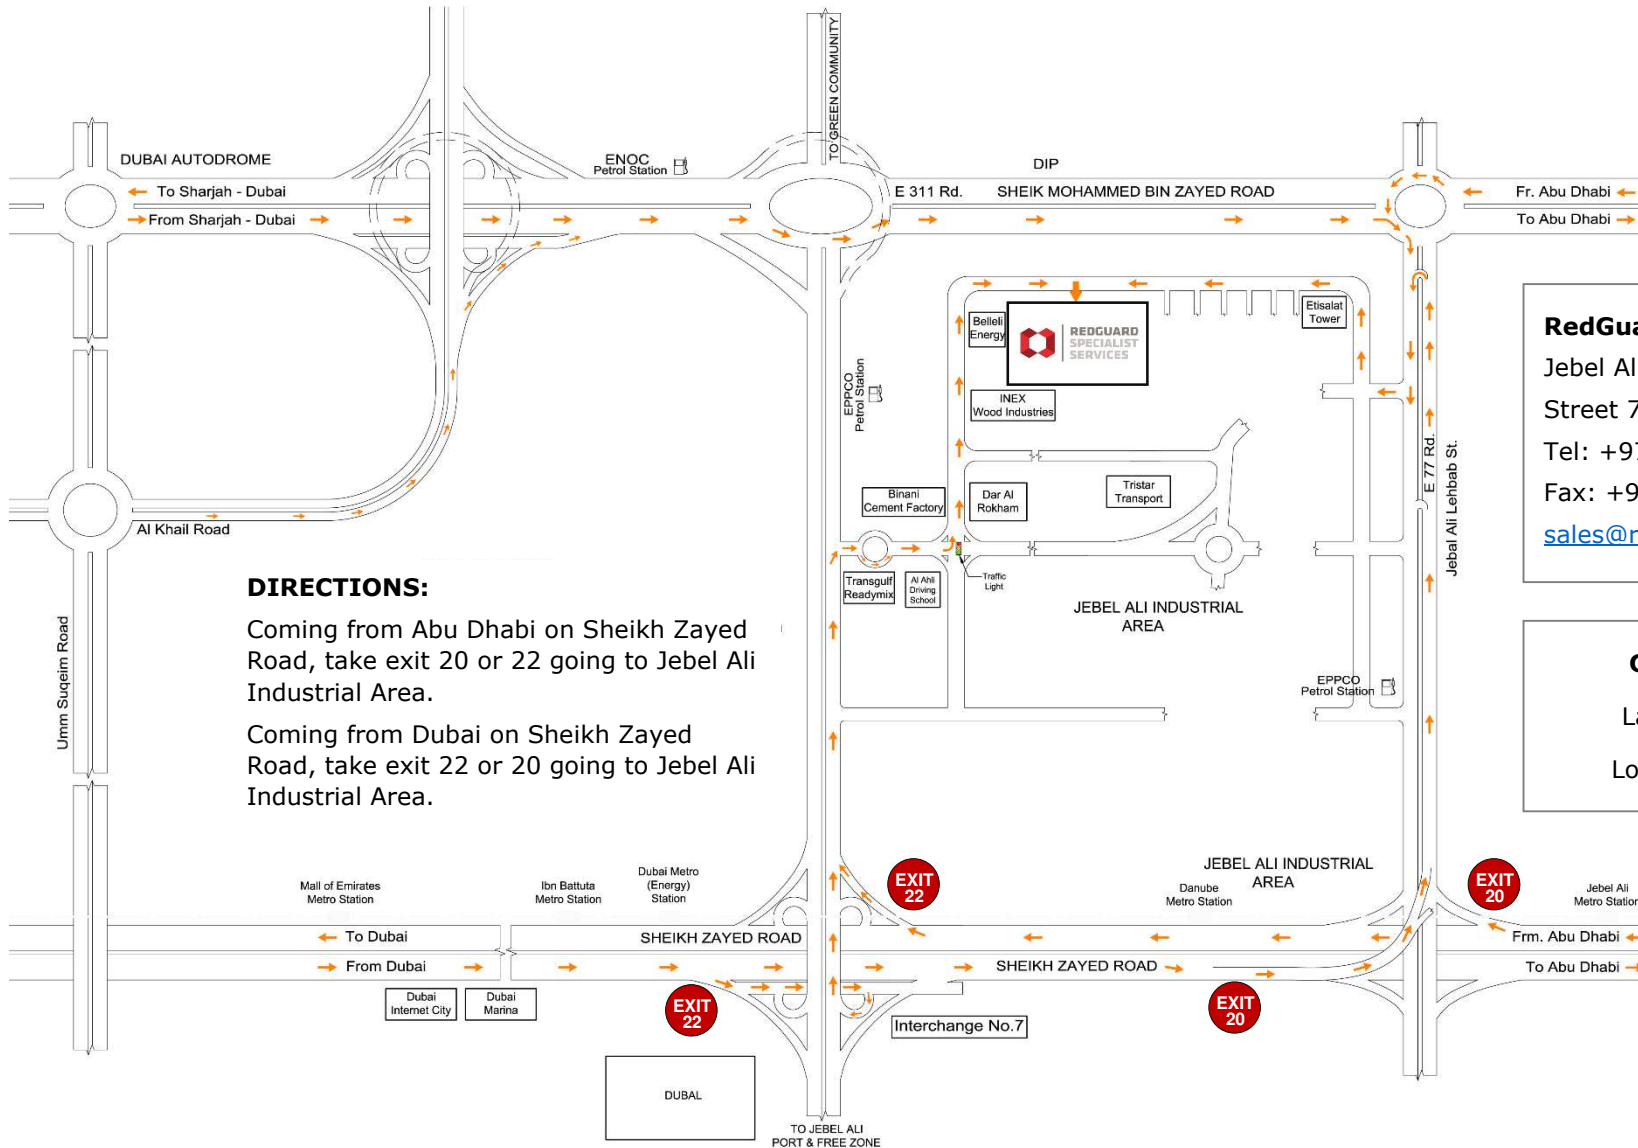 TO GREEN COMMUNITY
DUBAI AUTODROME
ENOC
Petrol Station
DIP
To Sharjah - Dubai
E 311 Rd.
SHEIK MOHAMMED BIN ZAYED ROAD
Fr. Abu Dhabi
From Sharjah - Dubai
To Abu Dhabi
Belleli
Energy
REDGUARD
SPECIALIST
SERVICES
Etisalat
Tower
EPPCO
Petrol Station
INEX
Wood Industries
E 77 Rd.
Jebal Ali Lehbab St.
Binani
Cement Factory
Dar Al
Rokham
Tristar
Transport
Al Khail Road
Transgulf
Readymix
Al Ahli
Driving
School
Traffic
Light
JEBEL ALI INDUSTRIAL
AREA
Umm Suqeim Road
DIRECTIONS:
Coming from Abu Dhabi on Sheikh Zayed
Road, take exit 20 or 22 going to Jebel Ali
Industrial Area.
Coming from Dubai on Sheikh Zayed
Road, take exit 22 or 20 going to Jebel Ali
Industrial Area.
EPPCO
Petrol Station
Jebel Al
Street 7
Tel: +97
Fax: +9
sales@r
Mall of Emirates
Metro Station
Ibn Battuta
Metro Station
Dubai Metro
(Energy)
Station
EXIT
22
JEBEL ALI INDUSTRIAL
AREA
Danube
Metro Station
EXIT
20
Jebel Ali
Metro Station
To Dubai
SHEIKH ZAYED ROAD
Frm. Abu Dhabi
From Dubai
SHEIKH ZAYED ROAD
To Abu Dhabi
Dubai
Internet City
Dubai
Marina
EXIT
22
Interchange No.7
EXIT
20
DUBAL
TO JEBEL ALI
PORT & FREE ZONE